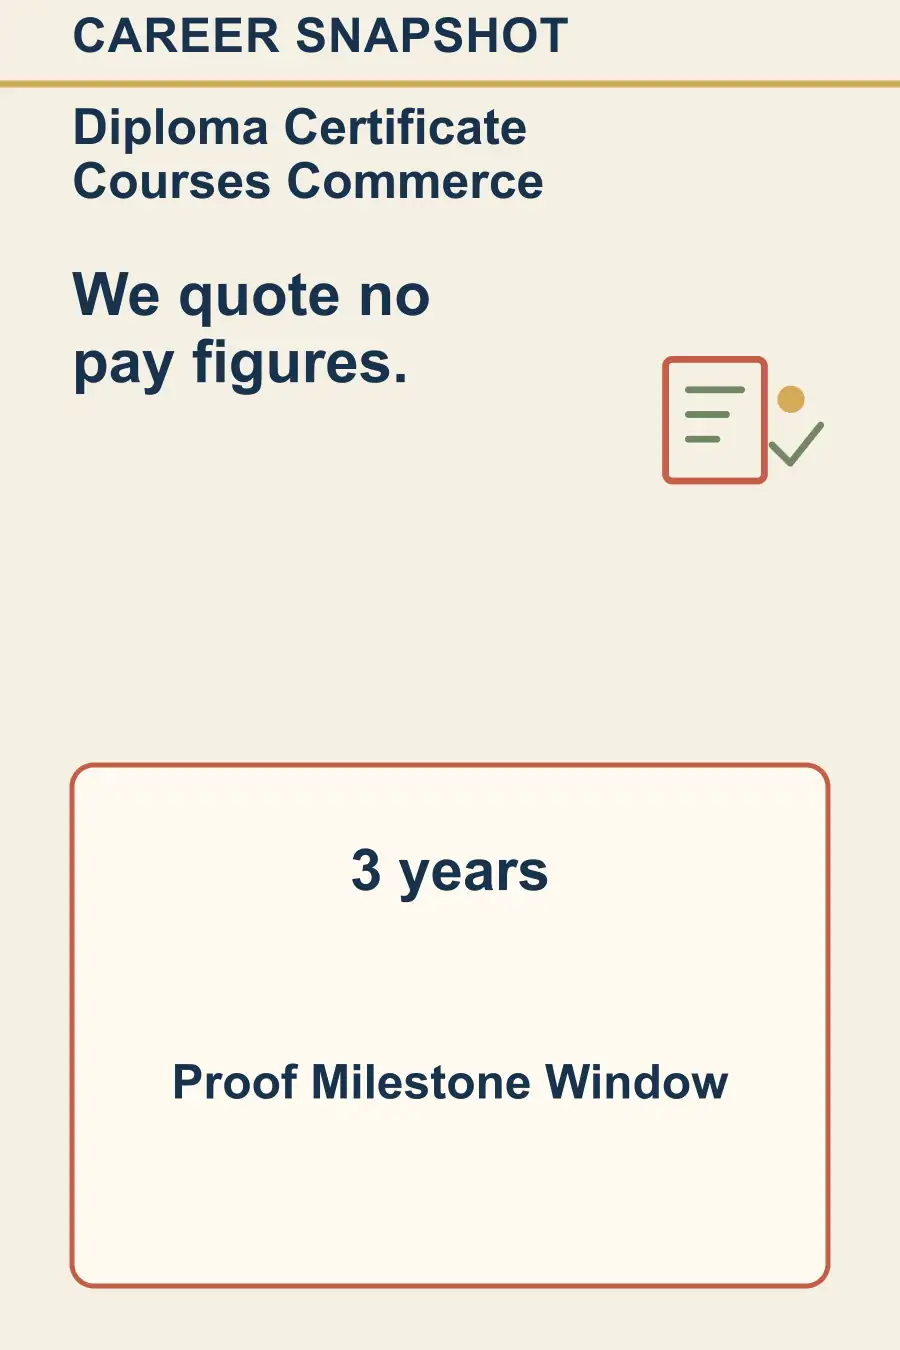 CAREER SNAPSHOT
Diploma Certificate
Courses Commerce
We quote no
pay figures.
3 years
Proof Milestone Window